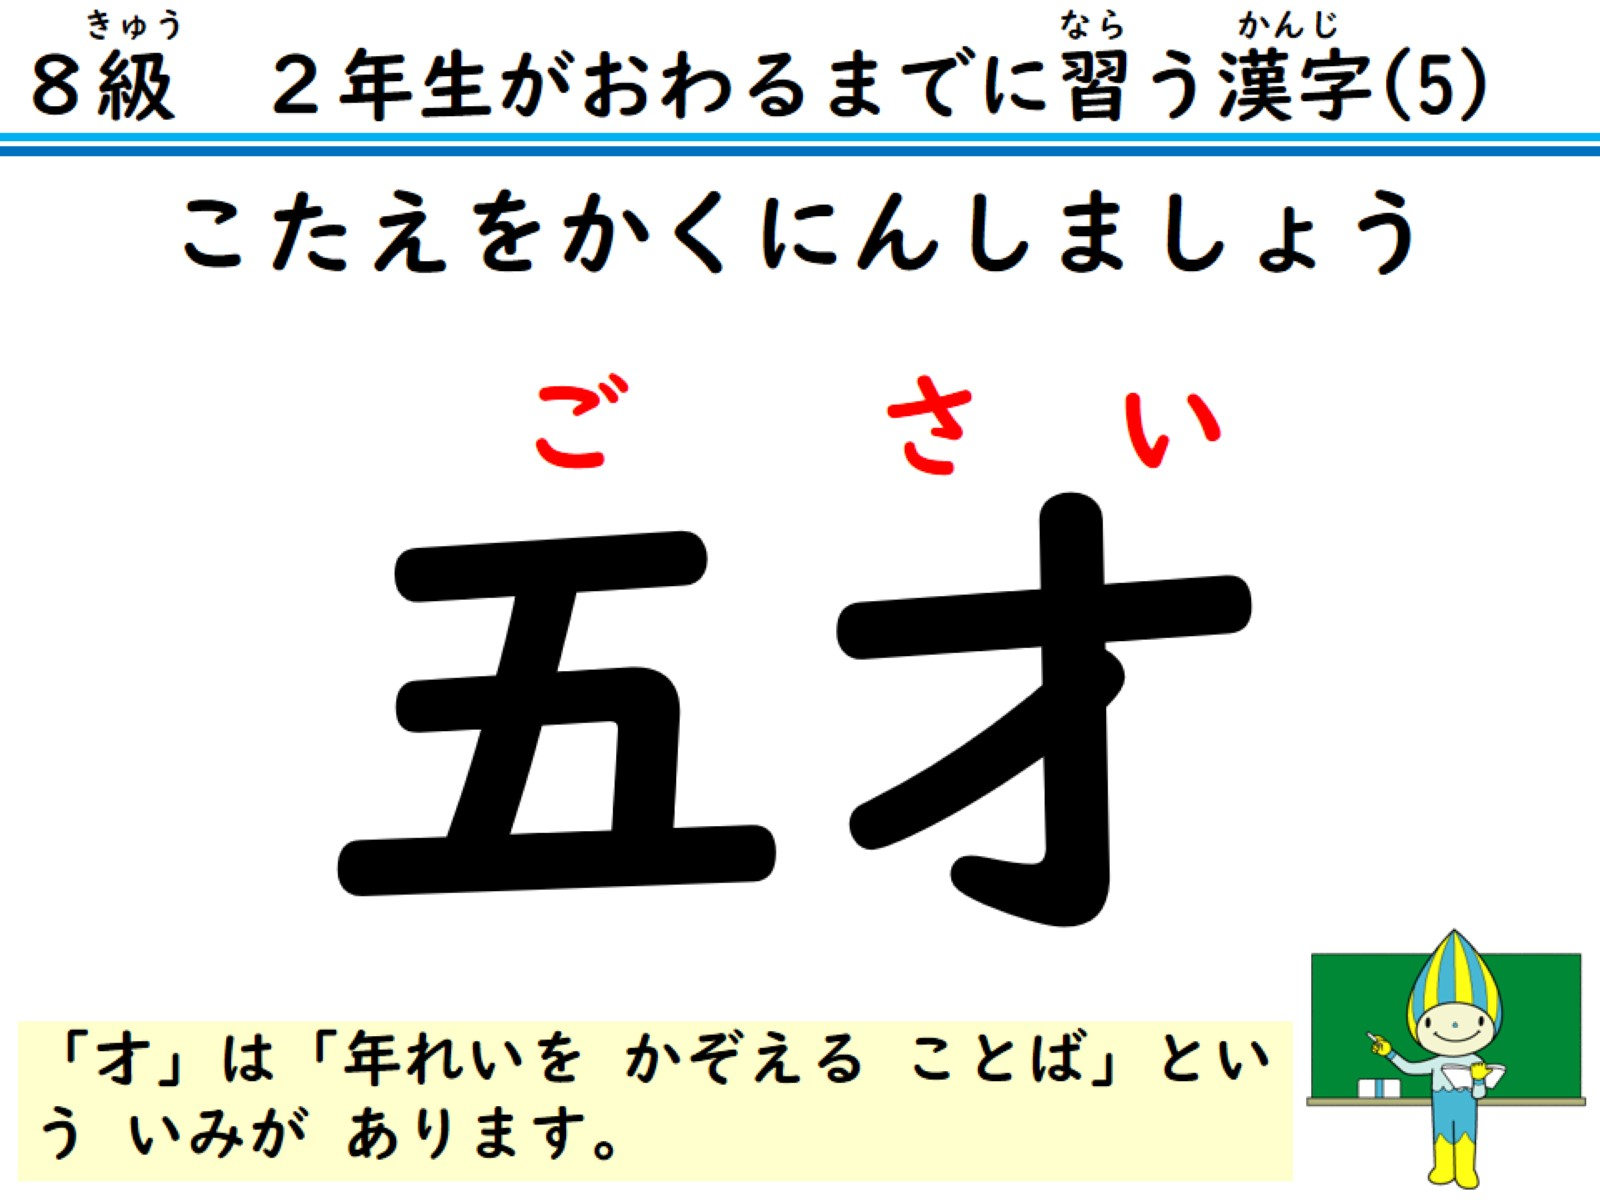 きゅう なら かんじ
８級　２年生がおわるまでに習う漢字(5)
こたえをかくにんしましょう
ご さい
五才
「才」は「年れいを かぞえる ことば」とい
う いみが あります。